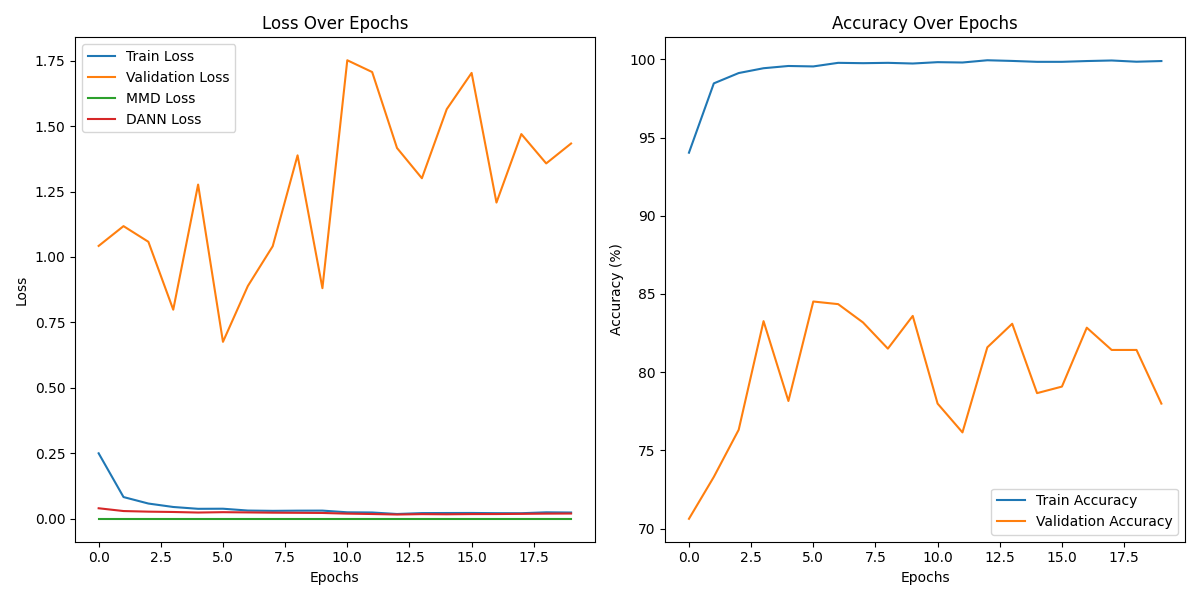 Loss Over Epochs
Train Loss
Validation Loss
MMD Loss
DANN Loss
1.75
1.50
1.25
1.00
0.75
0.50
0.25
0.00
Loss
0.0 2.5 5.0 7.5 10.0 12.5 15.0 17.5
Epochs
Accuracy Over Epochs
100
95
90
85
80
75
70
Accuracy (%)
Train Accuracy
Validation Accuracy
0.0 2.5 5.0 7.5 10.0 12.5 15.0 17.5
Epochs